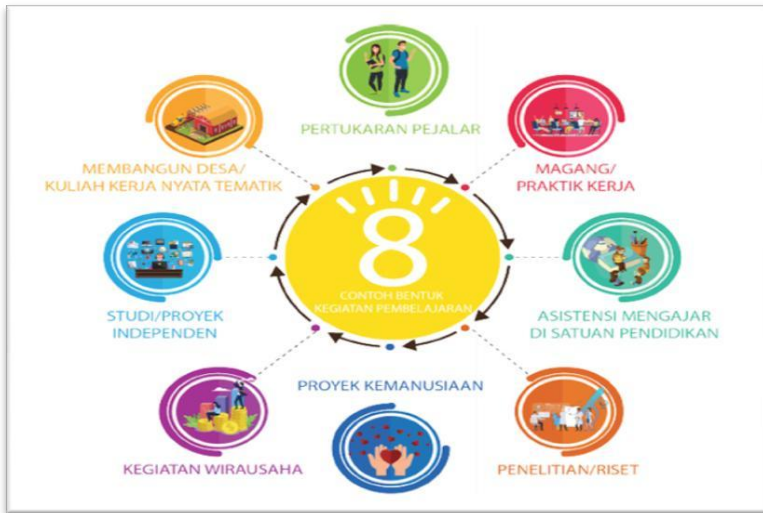 PERTUKARAN PEJALAR
MAGANG/
PRAKTIK KERJA
ASISTENSI MENGAJAR
DI SATUAN PENDIDIKAN
PENELITIAN/RISET
PROYEK KEMANUSIAAN
KEGIATAN WIRAUSAHA
STUDI/PROYEK
INDEPENDEN
MEMBANGUN DESA/
KULIAH KERJA NYATA TEMATIK
8
CONTOH BENTUK
KEGIATAN PEMBELAJARAN